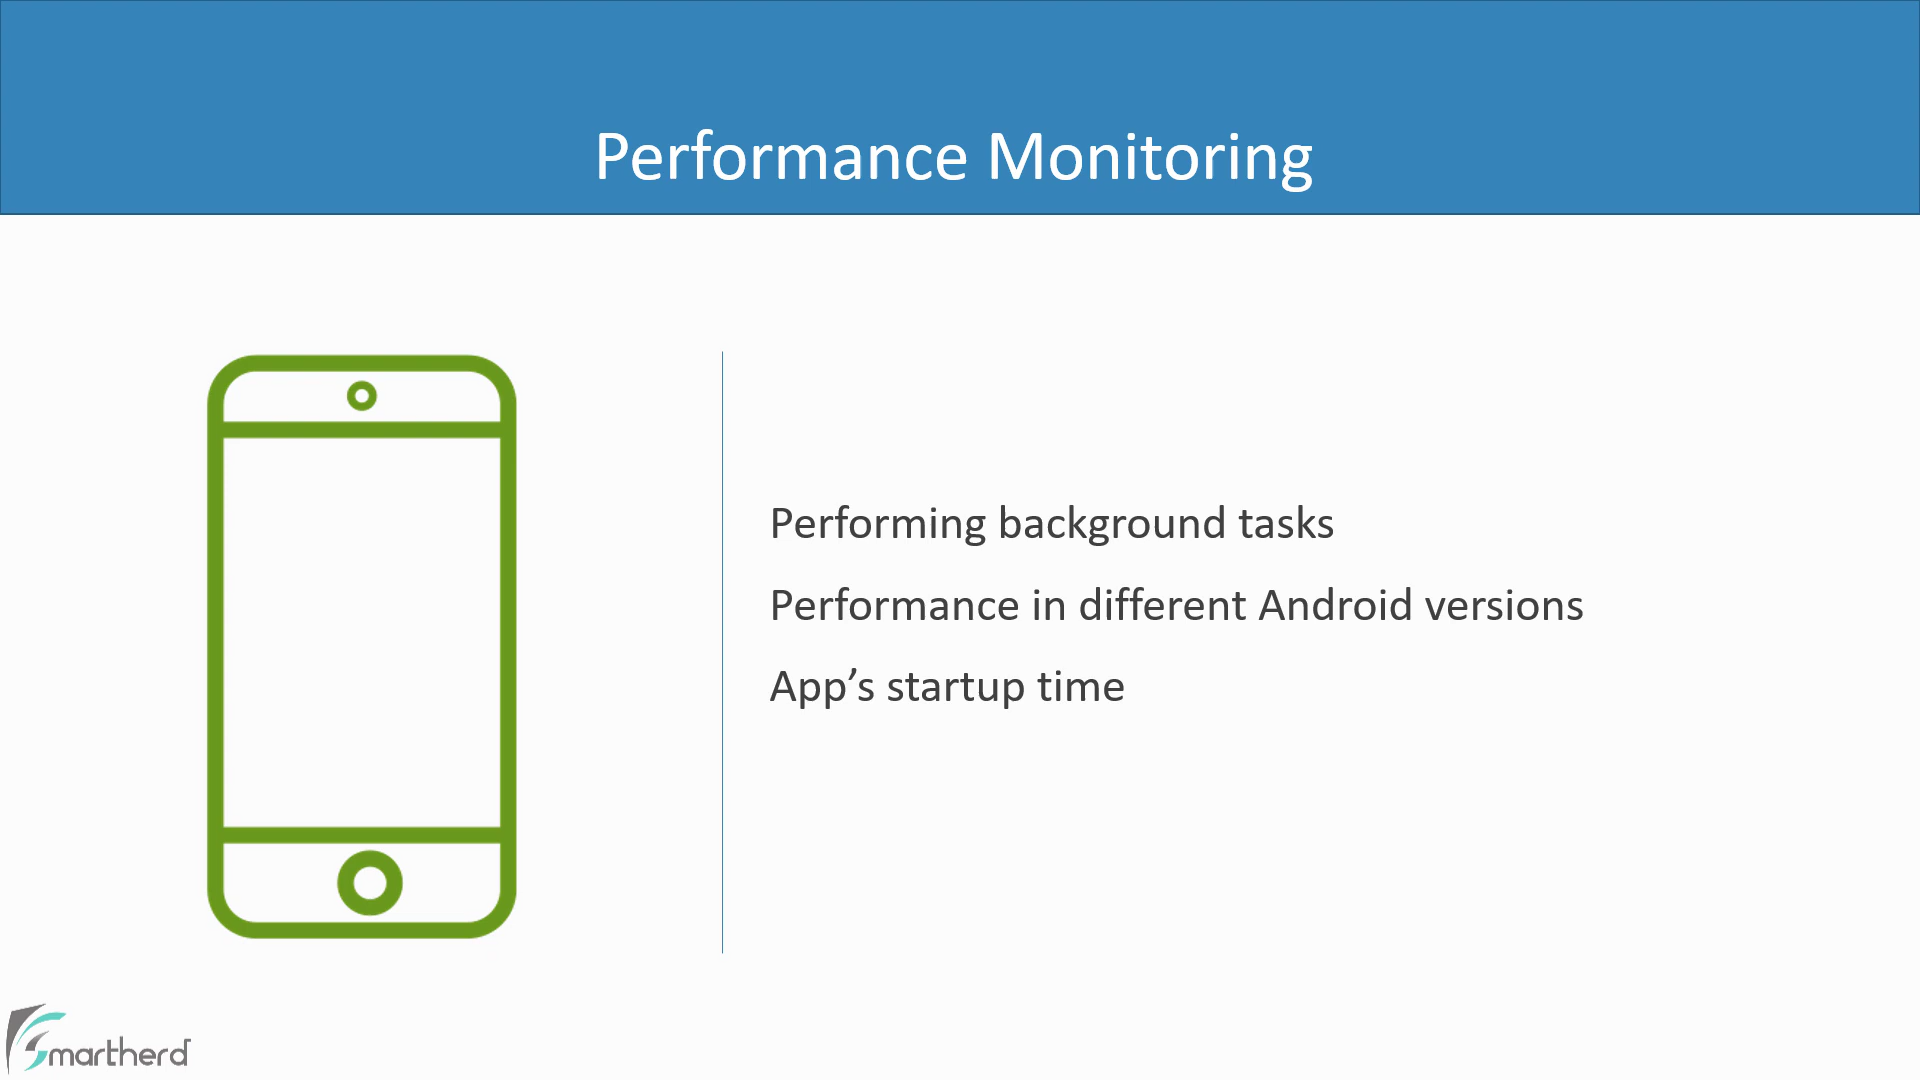 Performance Monitoring
Performing background tasks
Performance in different Android versions
App’s startup time
Smartherd